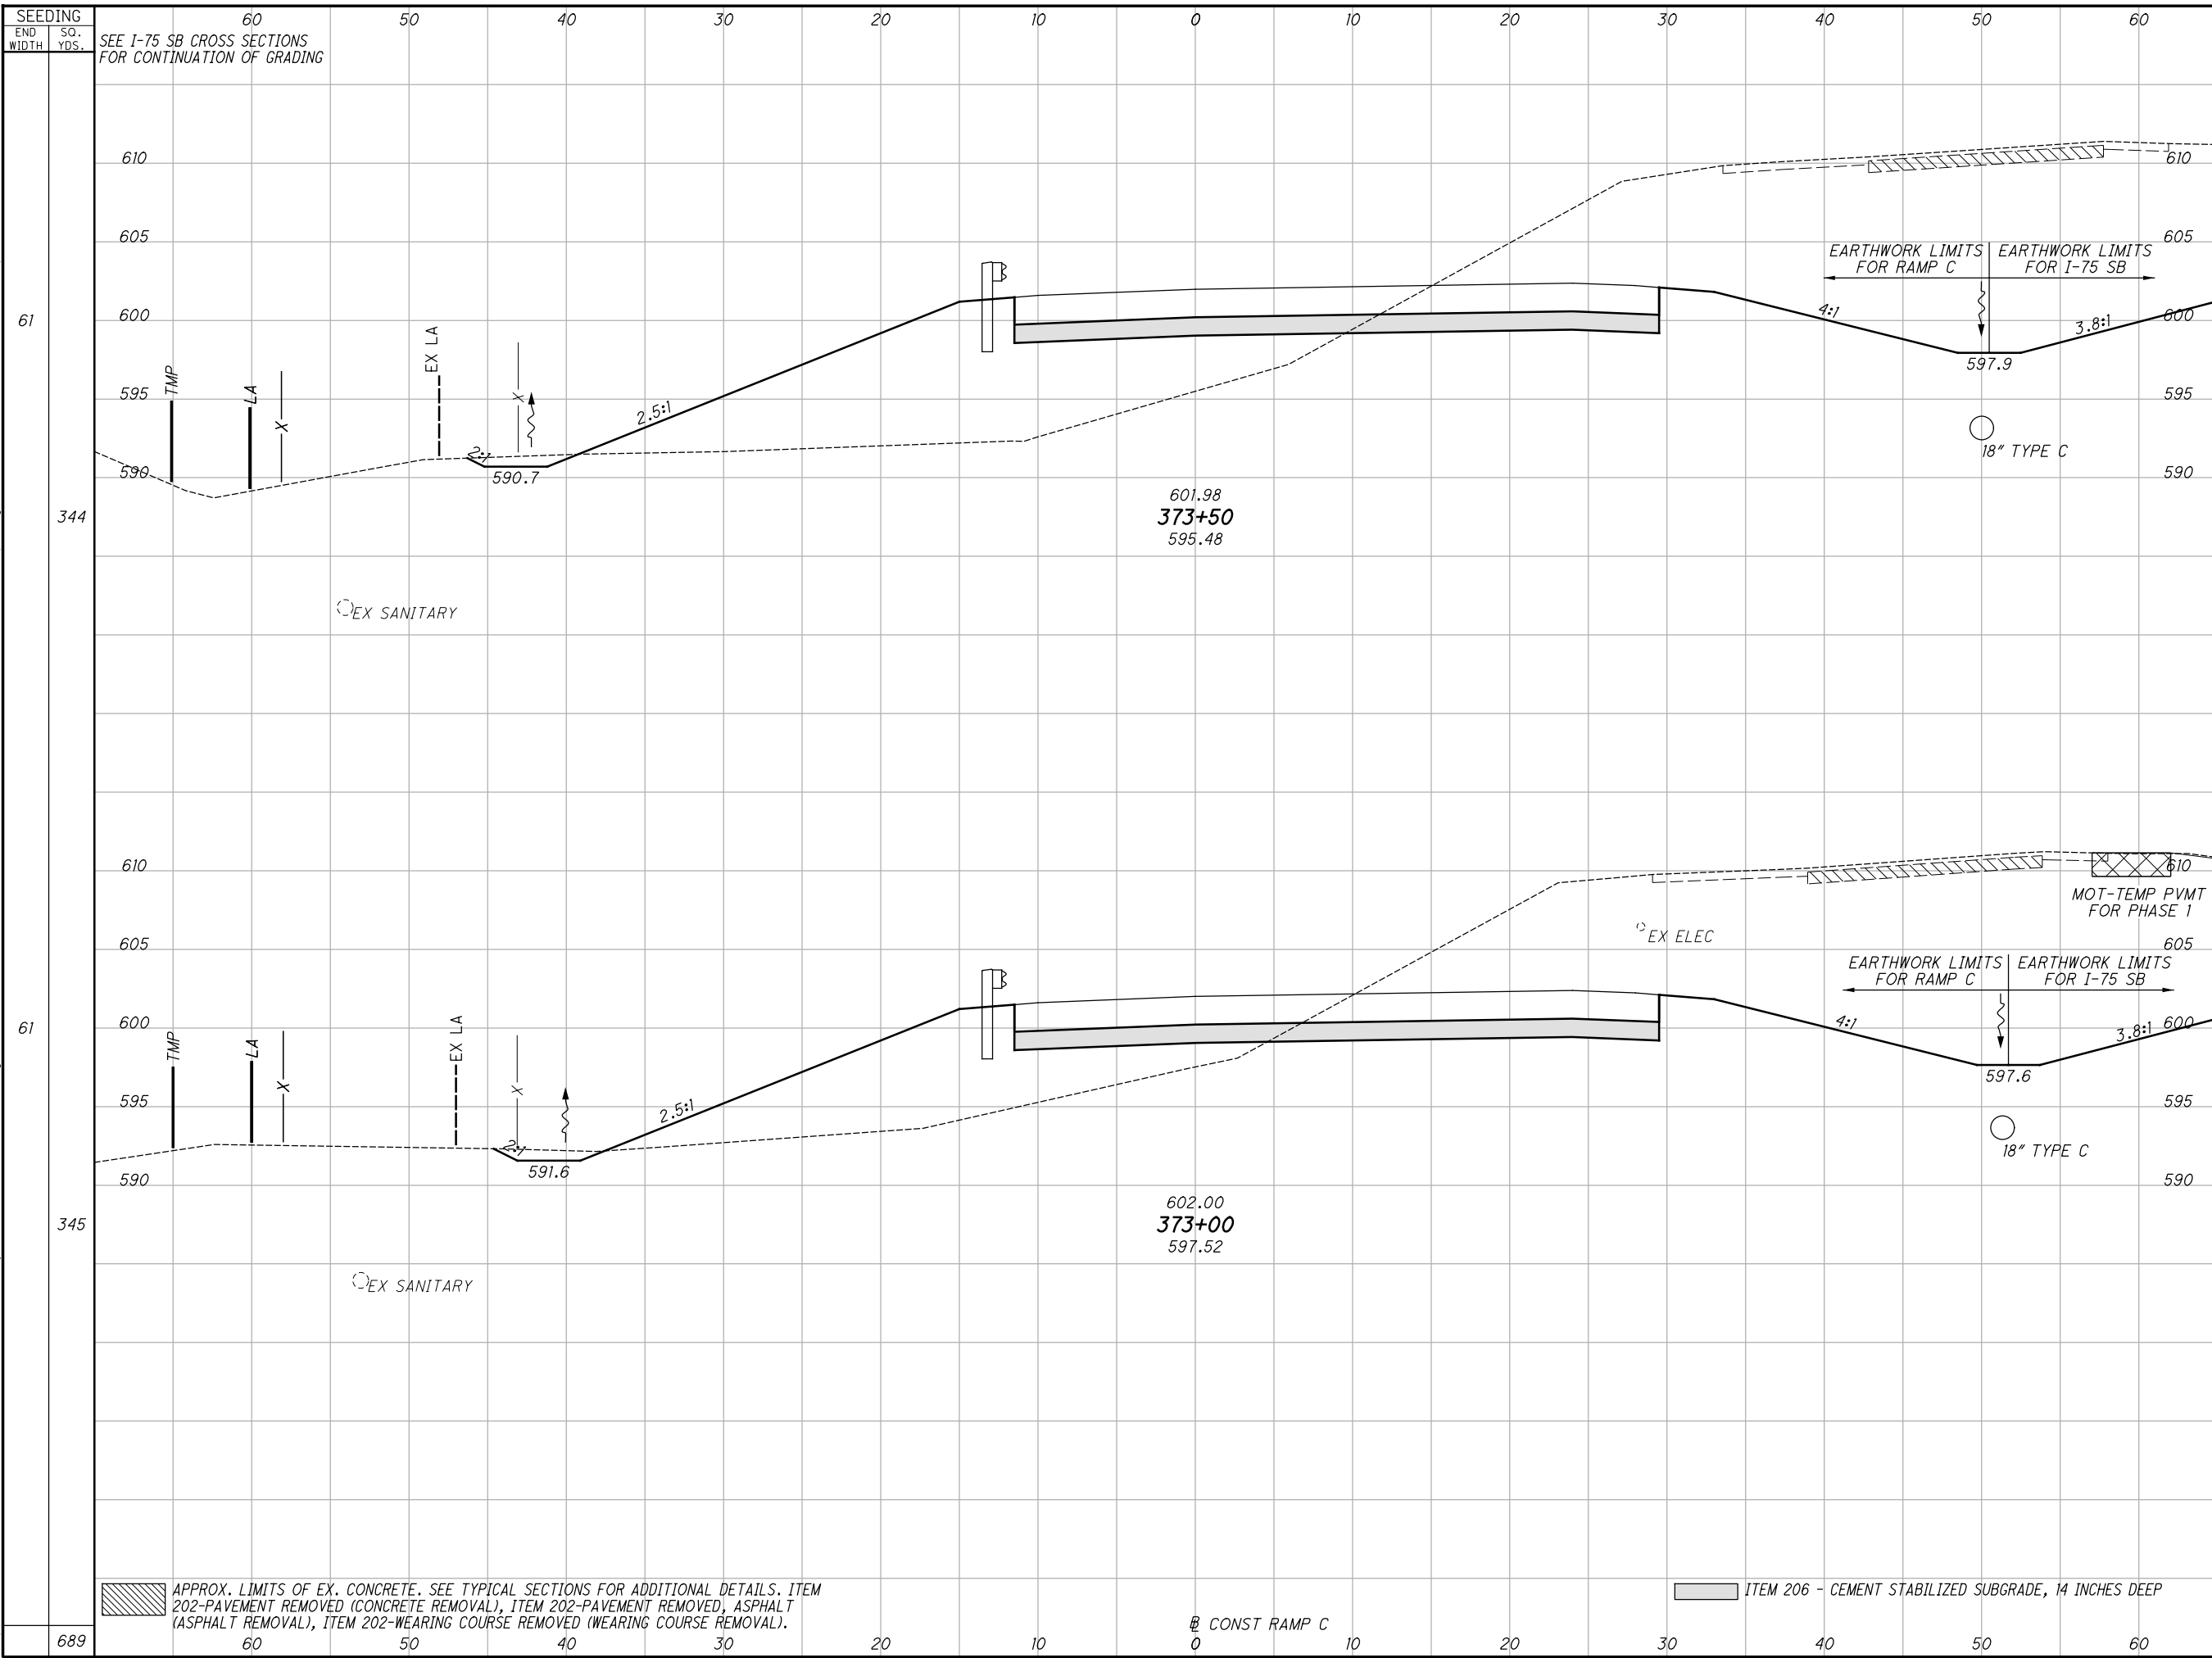 SEEDING
END WIDTH
SQ. YDS.
60 50 40 30 20 10 0 10 20 30 40 50 60
SEE I-75 SB CROSS SECTIONS
FOR CONTINUATION OF GRADING
610 610
605 605
EARTHWORK LIMITS FOR RAMP C
EARTHWORK LIMITS FOR I-75 SB
61
600 600
4:1
3.8:1
EX LA
597.9
TMP
LA
X
X
595 595
2.5:1
2:1
18" TYPE C
590 590
590.7
601.98
344
373+50
595.48
EX SANITARY
610 610
MOT-TEMP PVMT
FOR PHASE 1
EX ELEC
605 605
EARTHWORK LIMITS FOR RAMP C
EARTHWORK LIMITS FOR I-75 SB
61
600 600
4:1
3.8:1
TMP
LA
EX LA
X
X
597.6
595 595
2.5:1
2:1
18" TYPE C
591.6
590 590
602.00
345
373+00
597.52
EX SANITARY
APPROX. LIMITS OF EX. CONCRETE. SEE TYPICAL SECTIONS FOR ADDITIONAL DETAILS. ITEM
202-PAVEMENT REMOVED (CONCRETE REMOVAL), ITEM 202-PAVEMENT REMOVED, ASPHALT
(ASPHALT REMOVAL), ITEM 202-WEARING COURSE REMOVED (WEARING COURSE REMOVAL).
ITEM 206 - CEMENT STABILIZED SUBGRADE, 14 INCHES DEEP
BL CONST RAMP C
689
60 50 40 30 20 10 0 10 20 30 40 50 60